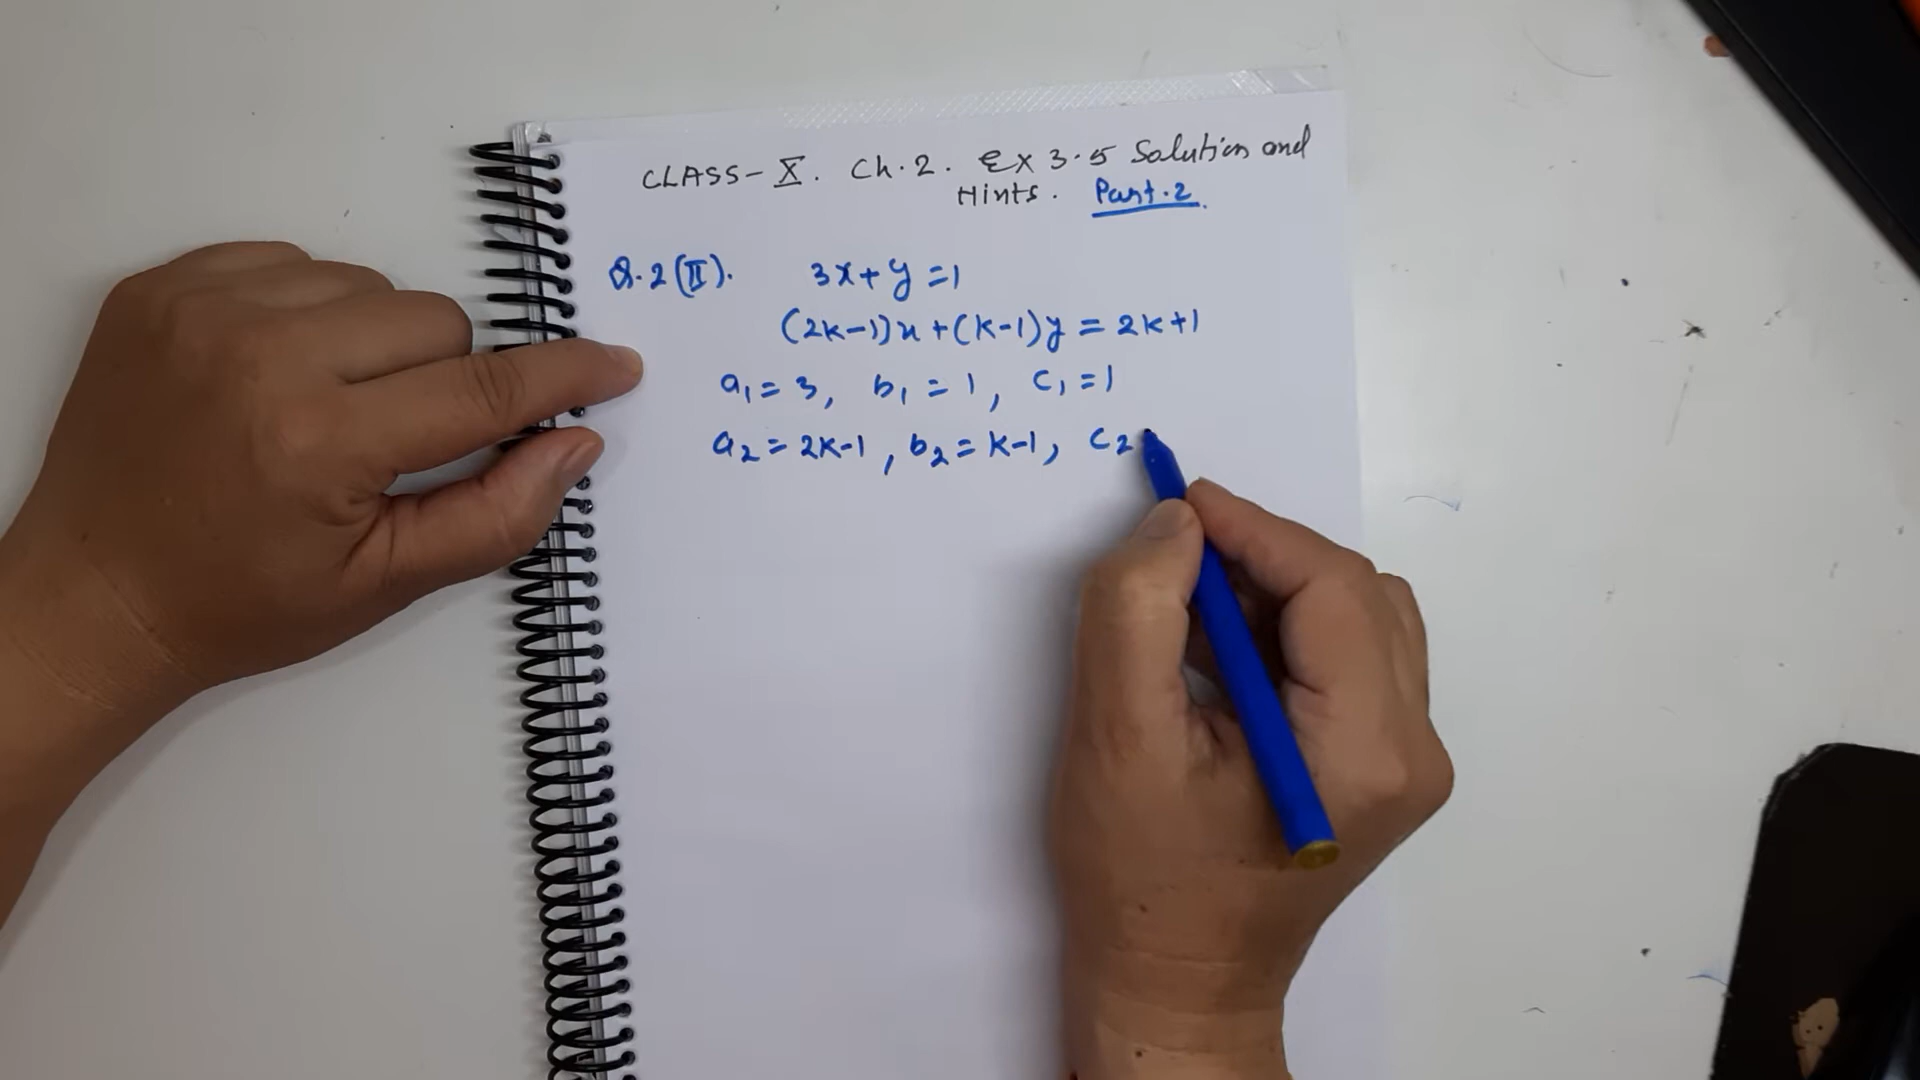 CLASS-X. Ch.2. Ex 3.5 Solution and
Hints. Part.2.
Q.2(II). 3x+y=1
(2k-1)x+(k-1)y=2k+1
a₁=3, b₁=1, c₁=1
a₂=2k-1, b₂=k-1, c₂